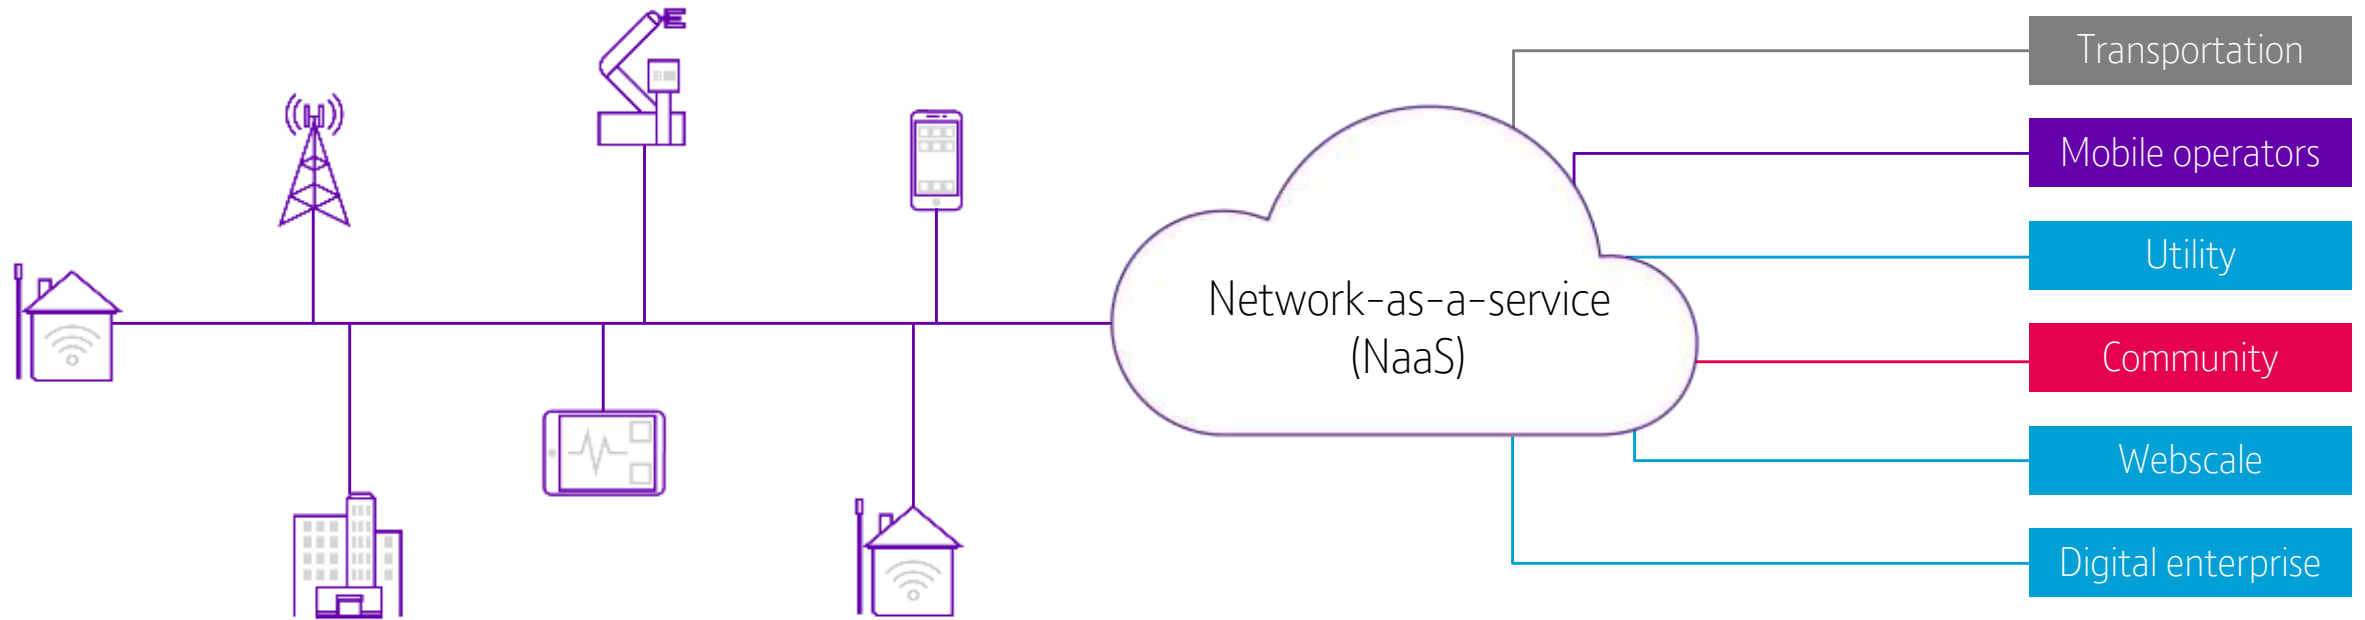 Transportation
Mobile operators
Utility
Network-as-a-service
(NaaS)
Community
Webscale
Digital enterprise